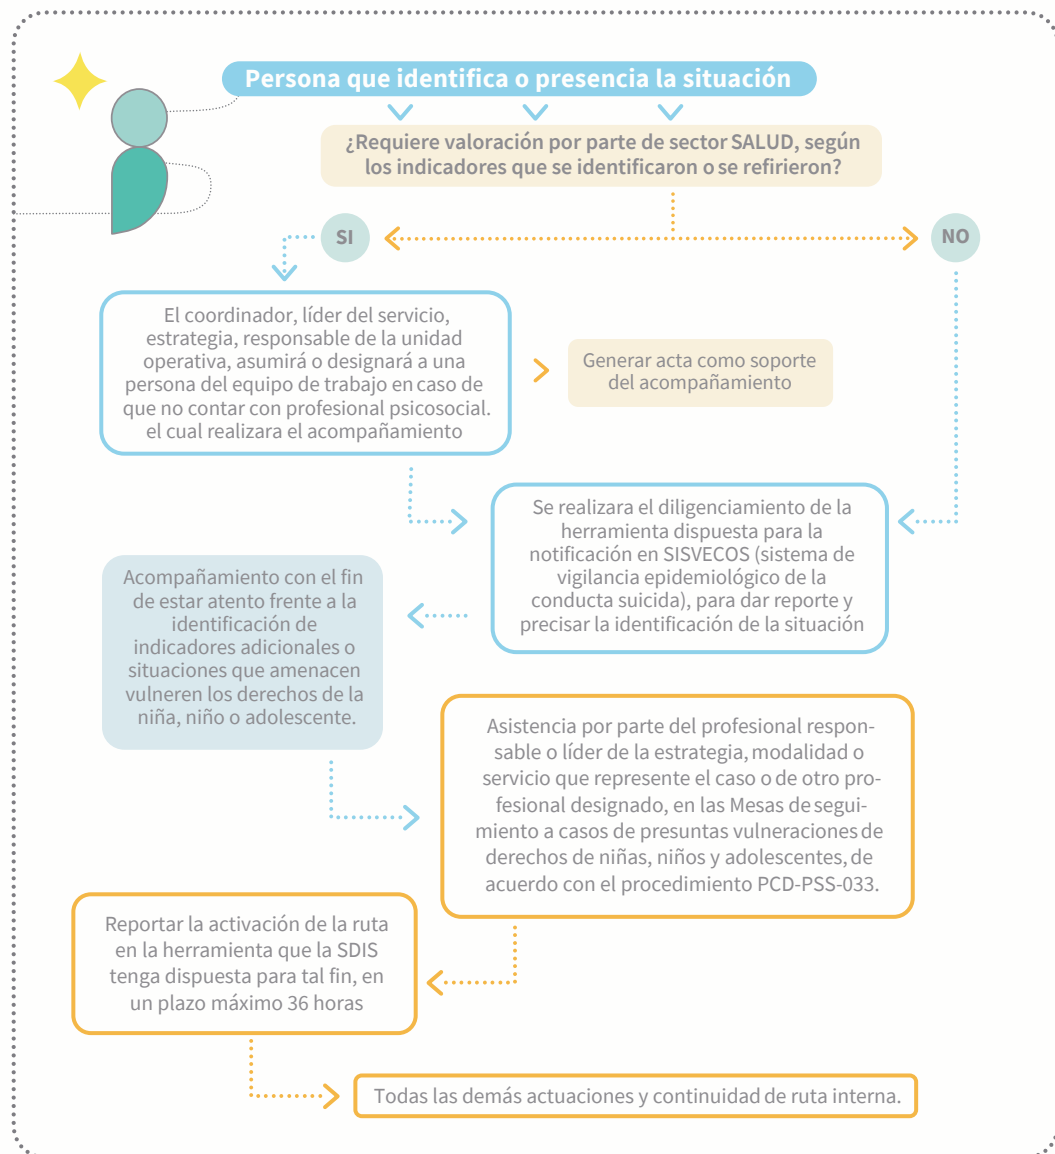 Persona que identifica o presencia la situación
¿Requiere valoración por parte de sector SALUD, según
los indicadores que se identificaron o se refirieron?
SI
NO
El coordinador, líder del servicio,
estrategia, responsable de la unidad
operativa, asumirá o designará a una
persona del equipo de trabajo en caso de
que no contar con profesional psicosocial.
el cual realizara el acompañamiento
Generar acta como soporte
del acompañamiento
Se realizara el diligenciamiento de la
herramienta dispuesta para la
notificación en SISVECOS (sistema de
vigilancia epidemiológico de la
conducta suicida), para dar reporte y
precisar la identificación de la situación
Acompañamiento con el fin
de estar atento frente a la
identificación de
indicadores adicionales o
situaciones que amenacen
vulneren los derechos de la
niña, niño o adolescente.
Asistencia por parte del profesional respon-
sable o líder de la estrategia, modalidad o
servicio que represente el caso o de otro pro-
fesional designado, en las Mesas de segui-
miento a casos de presuntas vulneraciones de
derechos de niñas, niños y adolescentes, de
acuerdo con el procedimiento PCD-PSS-033.
Reportar la activación de la ruta
en la herramienta que la SDIS
tenga dispuesta para tal fin, en
un plazo máximo 36 horas
Todas las demás actuaciones y continuidad de ruta interna.